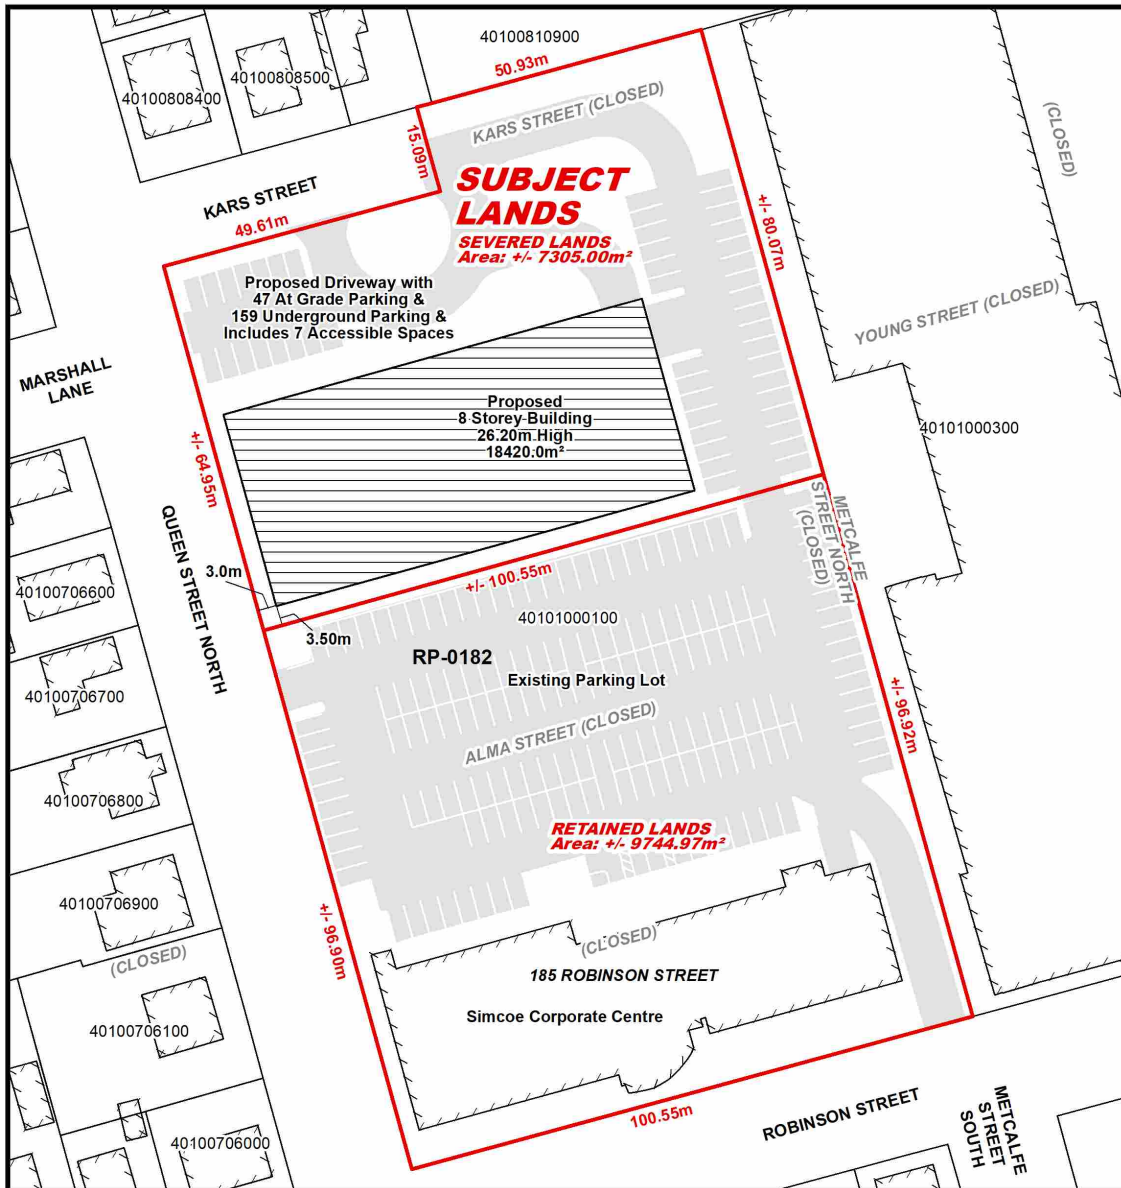 40100810900
50.93m
40100808500
40100808400
KARS STREET (CLOSED)
(CLOSED)
15.09m
KARS STREET
49.61m
SUBJECT
LANDS
SEVERED LANDS
Area: +/- 7305.00m²
+/- 80.07m
Proposed Driveway with
47 At Grade Parking &
159 Underground Parking &
Includes 7 Accessible Spaces
YOUNG STREET (CLOSED)
MARSHALL
LANE
Proposed
8 Storey Building
26.20m High
18420.0m²
40101000300
+/- 64.95m
QUEEN STREET NORTH
METCALFE
STREET NORTH
(CLOSED)
3.0m
+/- 100.55m
40100706600
40101000100
3.50m
RP-0182
Existing Parking Lot
40100706700
+/- 96.92m
ALMA STREET (CLOSED)
40100706800
RETAINED LANDS
Area: +/- 9744.97m²
40100706900
+/- 96.90m
(CLOSED)
(CLOSED)
185 ROBINSON STREET
Simcoe Corporate Centre
40100706100
100.55m
ROBINSON STREET
METCALFE
STREET
SOUTH
40100706000